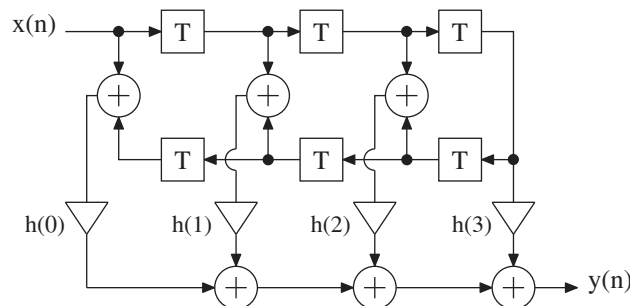 x(n)
T
T
T
+
+
+
T
T
T
h(0)
h(1)
h(2)
h(3)
+
+
+
y(n)